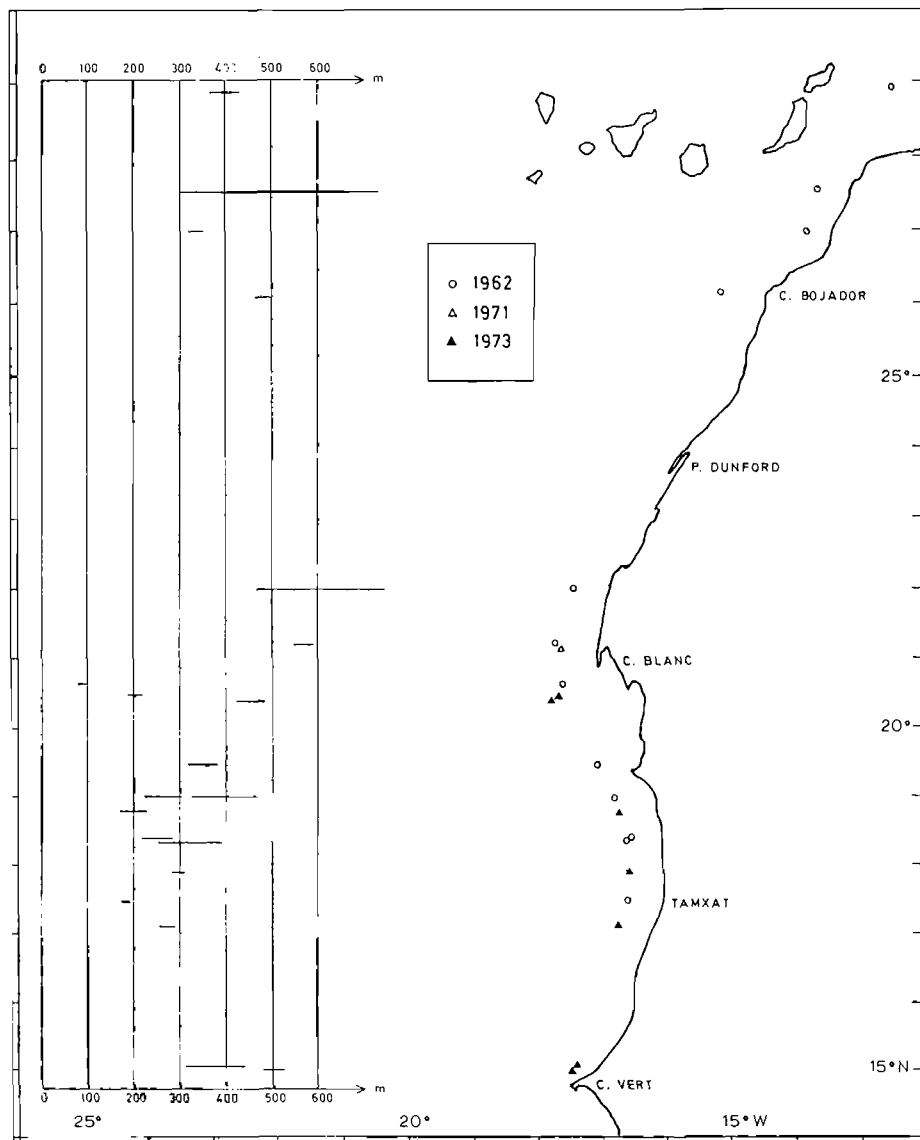 0 100 200 300 400 500 600 m
○ 1962
△ 1971
▲ 1973
C. BOJADOR
25°
P. DUNFORD
C. BLANC
20°
TAMXAT
15°N
C. VERT
0 100 200 300 400 500 600 m
25° 20° 15°W